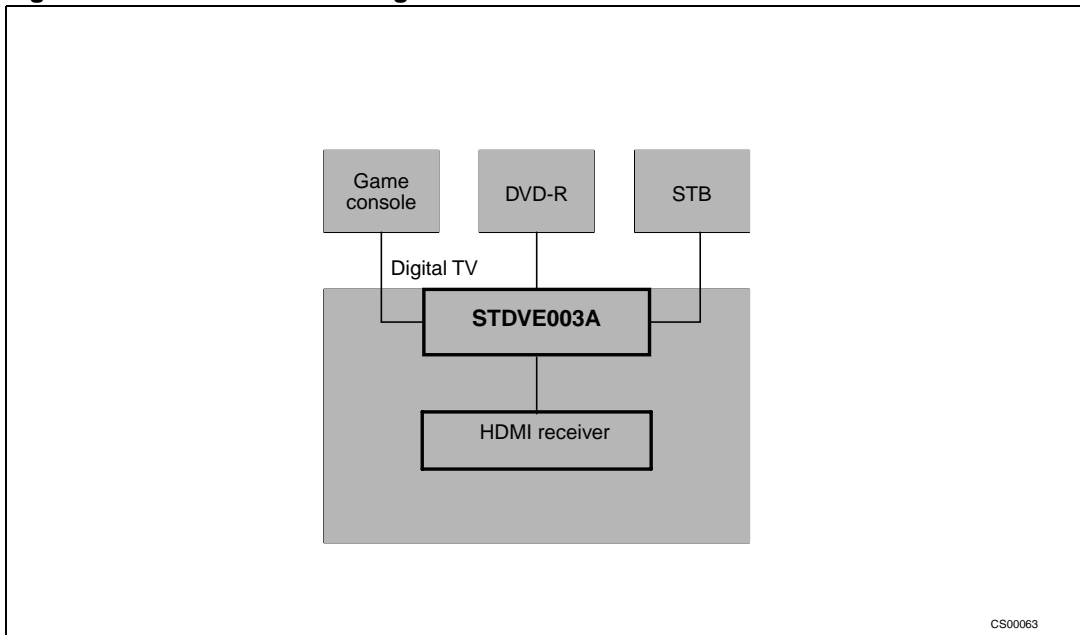 Game
console
DVD-R
STB
Digital TV
STDVE003A
HDMI receiver
CS00063